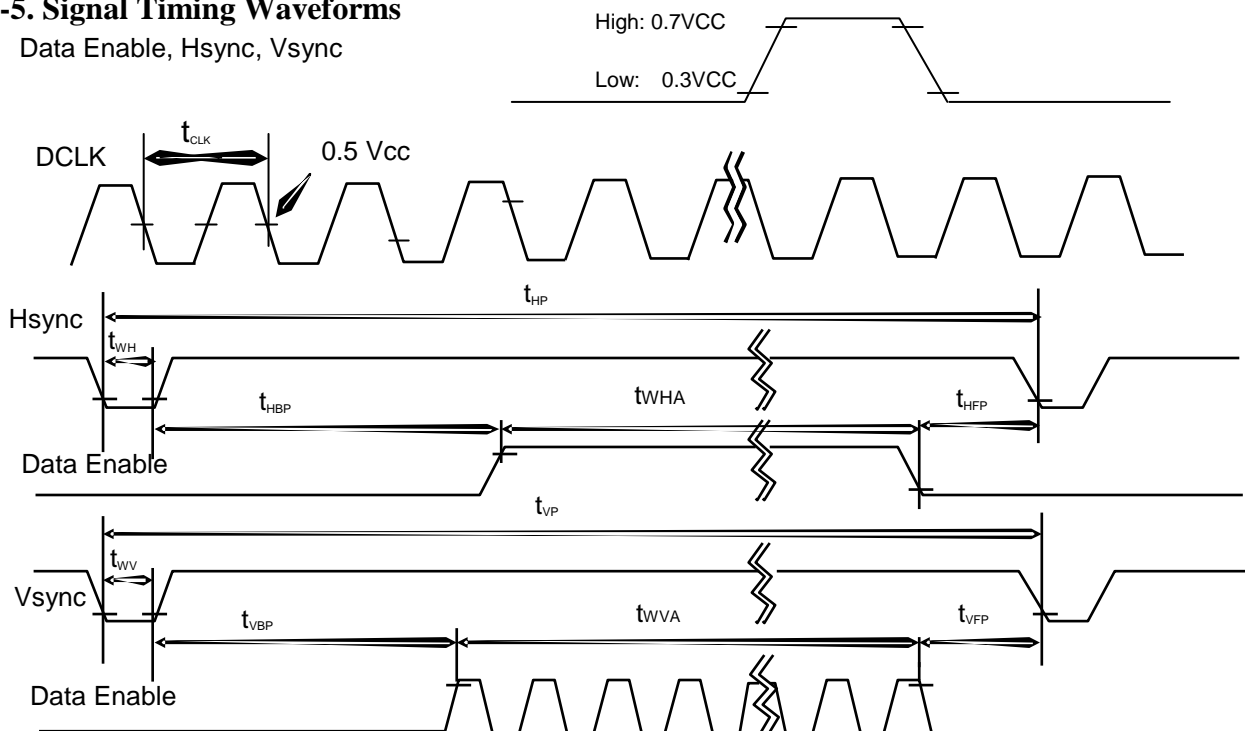 -5. Signal Timing Waveforms
Data Enable, Hsync, Vsync
High: 0.7VCC
Low: 0.3VCC
tCLK
DCLK
0.5 Vcc
tHP
Hsync
tWH
tHBP
tWHA
tHFP
Data Enable
tVP
tWV
Vsync
tVBP
tWVA
tVFP
Data Enable